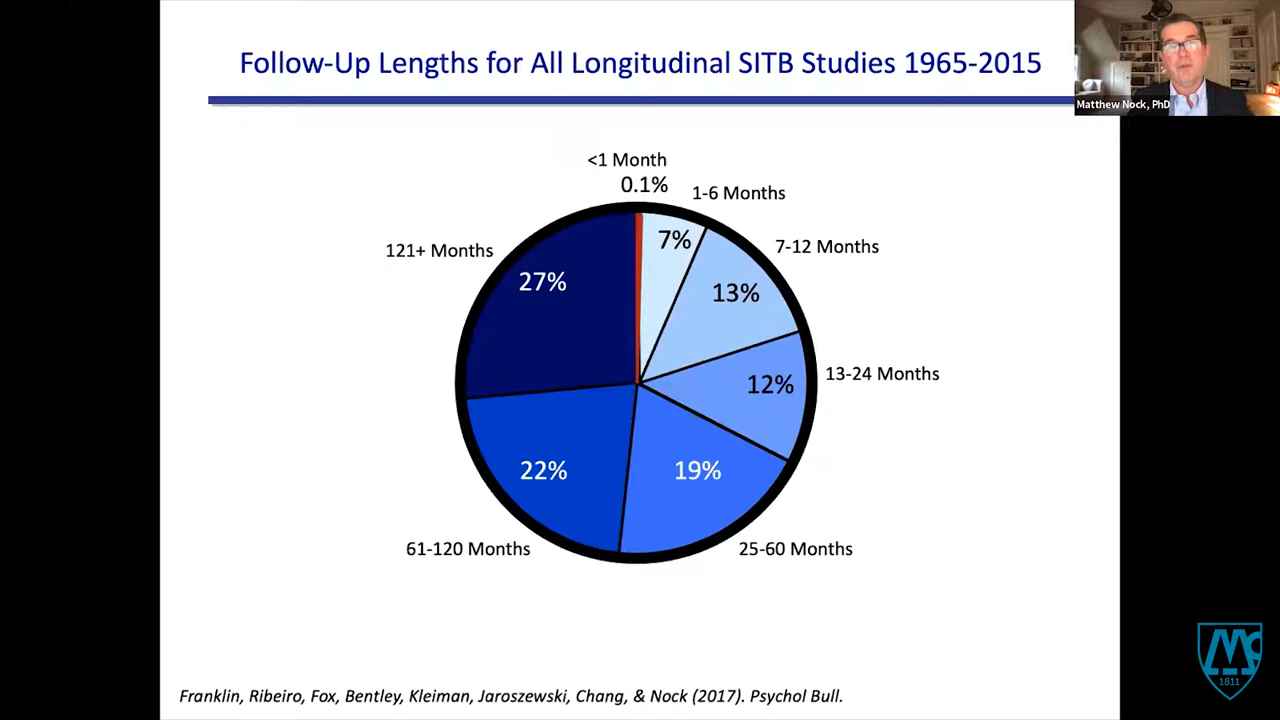 Follow-Up Lengths for All Longitudinal SITB Studies 1965-2015
Matthew Nock, PhD
<1 Month
0.1%
1-6 Months
7%
7-12 Months
121+ Months
27%
13%
13-24 Months
12%
22%
19%
61-120 Months
25-60 Months
Mc
1811
Franklin, Ribeiro, Fox, Bentley, Kleiman, Jaroszewski, Chang, & Nock (2017). Psychol Bull.